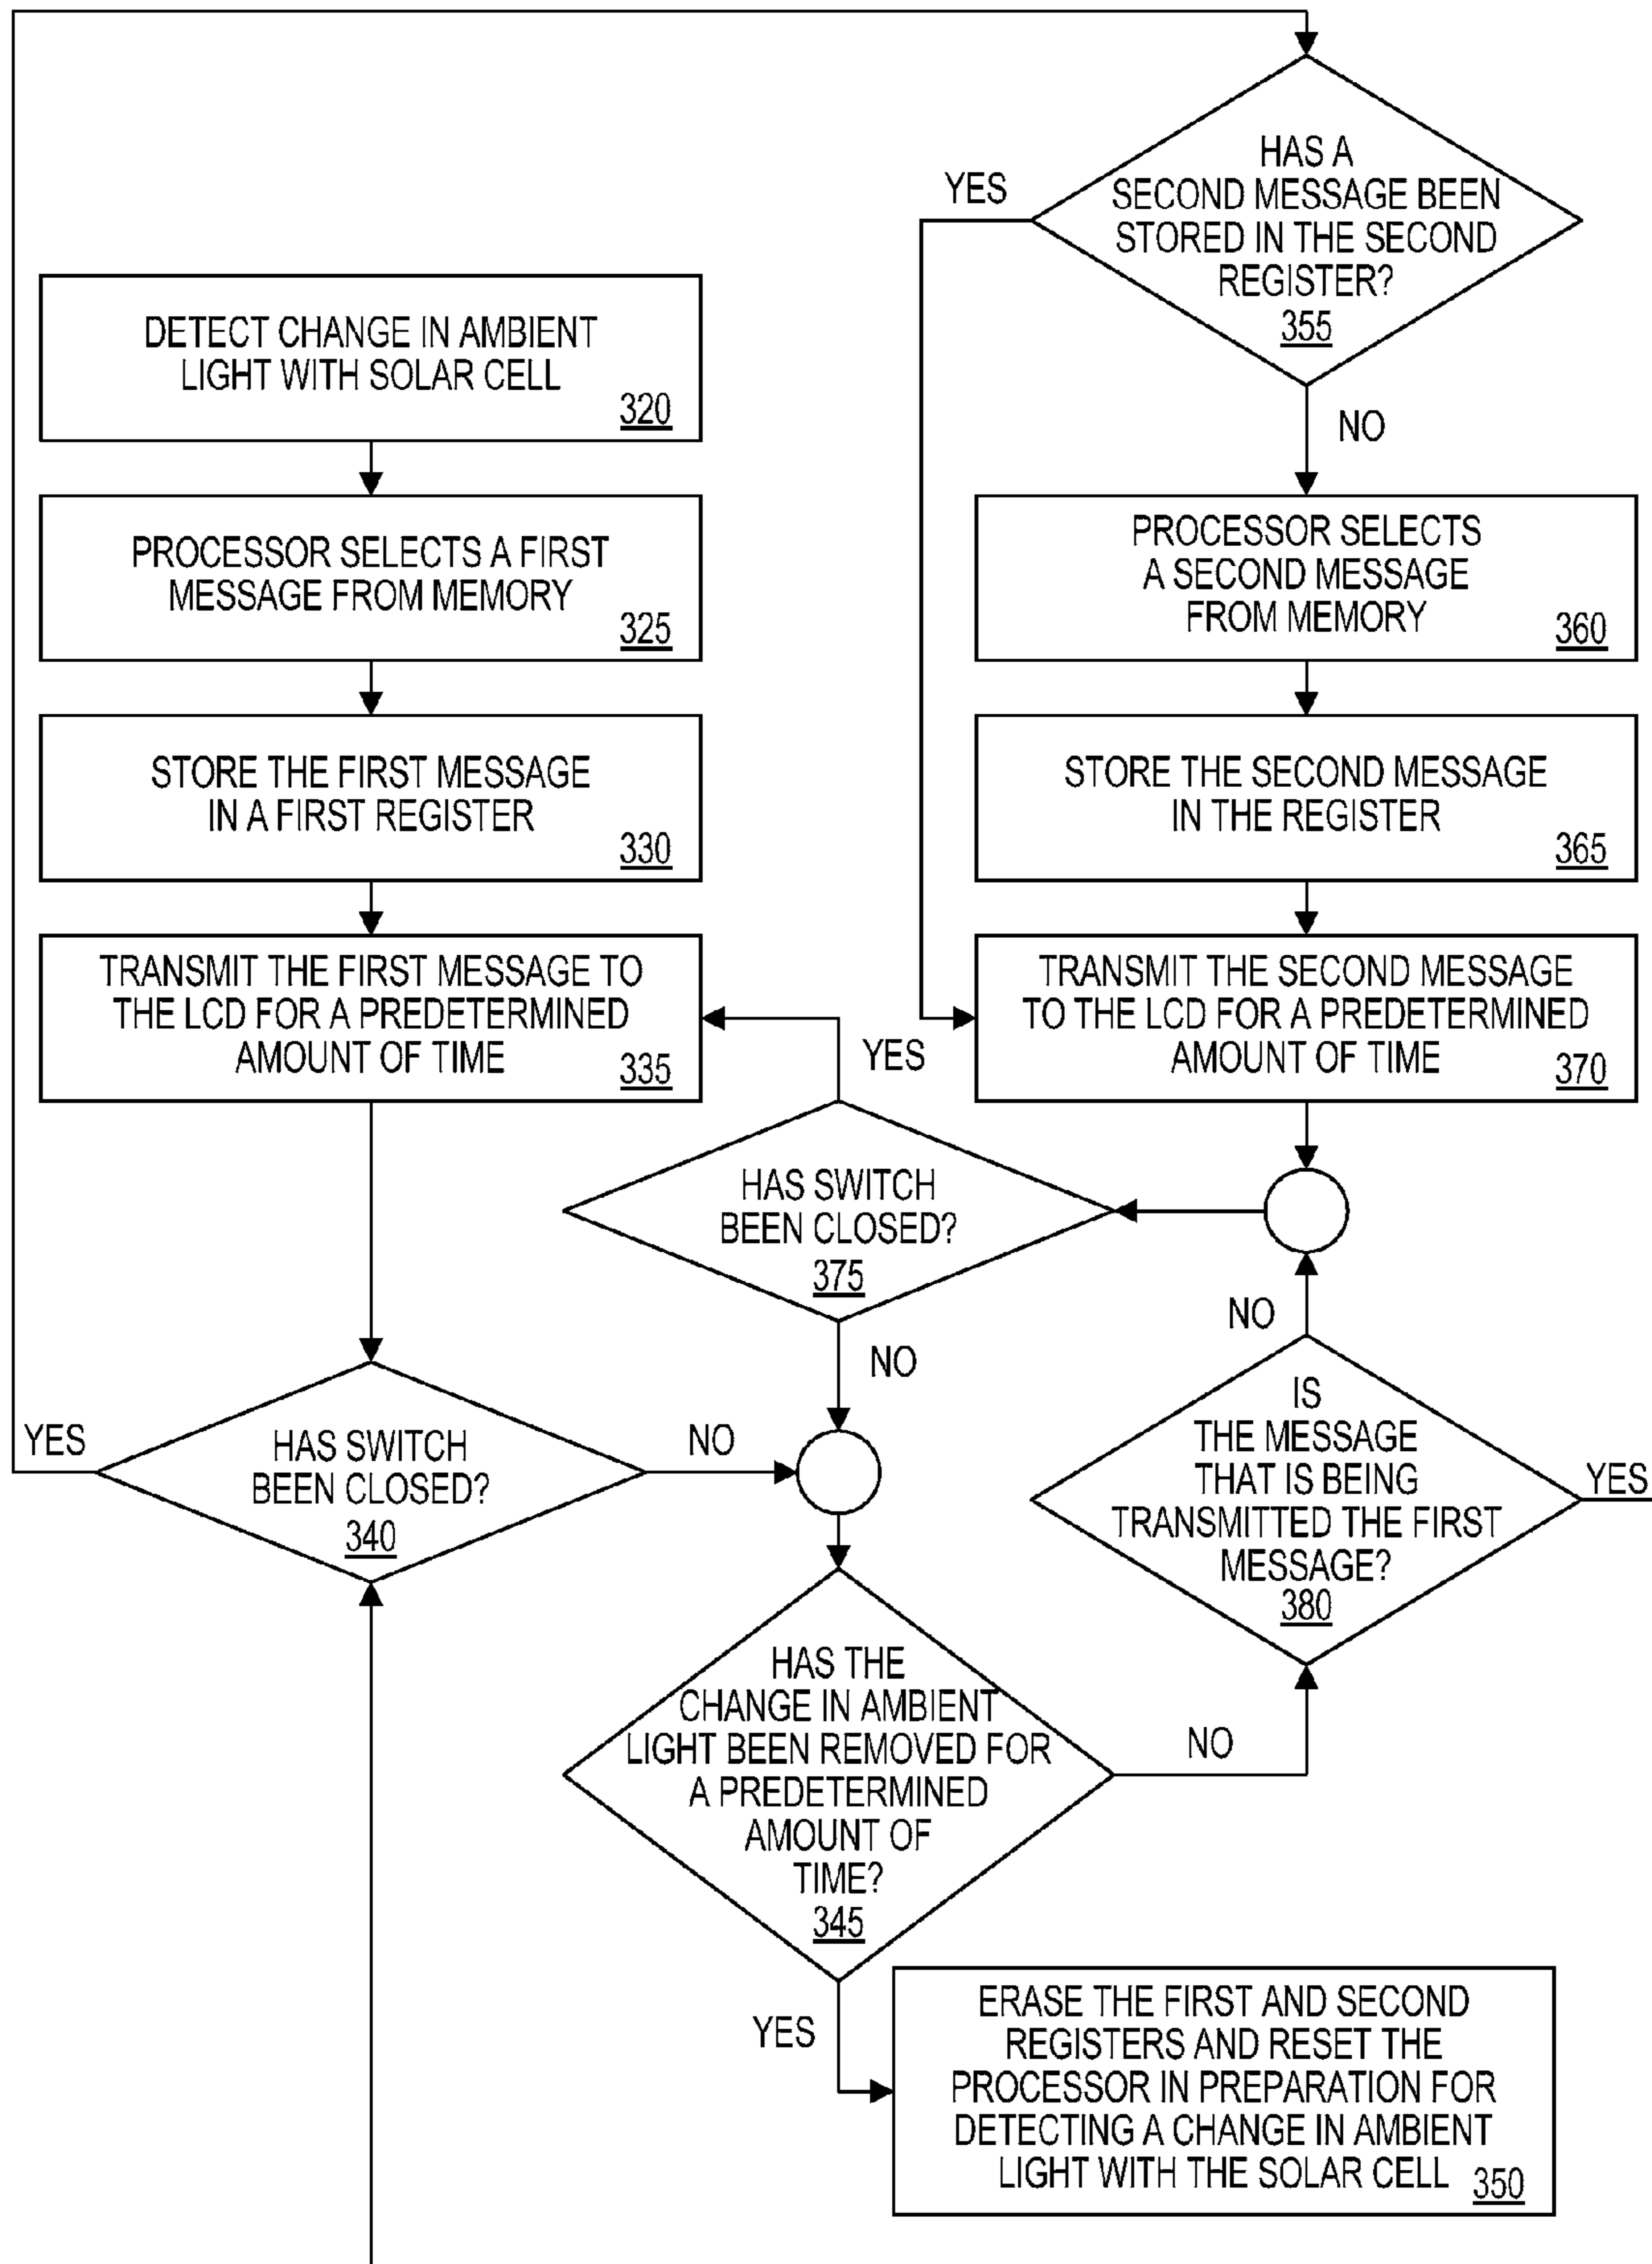 DETECT CHANGE IN AMBIENT
LIGHT WITH SOLAR CELL
320
PROCESSOR SELECTS A FIRST
MESSAGE FROM MEMORY
325
STORE THE FIRST MESSAGE
IN A FIRST REGISTER
330
TRANSMIT THE FIRST MESSAGE TO
THE LCD FOR A PREDETERMINED
AMOUNT OF TIME
335
HAS SWITCH
BEEN CLOSED?
340
YES
NO
HAS A
SECOND MESSAGE BEEN
STORED IN THE SECOND
REGISTER?
355
YES
NO
PROCESSOR SELECTS
A SECOND MESSAGE
FROM MEMORY
360
STORE THE SECOND MESSAGE
IN THE REGISTER
365
TRANSMIT THE SECOND MESSAGE
TO THE LCD FOR A PREDETERMINED
AMOUNT OF TIME
370
YES
HAS SWITCH
BEEN CLOSED?
375
NO
NO
IS
THE MESSAGE
THAT IS BEING
TRANSMITTED THE FIRST
MESSAGE?
380
YES
HAS THE
CHANGE IN AMBIENT
LIGHT BEEN REMOVED FOR
A PREDETERMINED
AMOUNT OF
TIME?
345
NO
YES
ERASE THE FIRST AND SECOND
REGISTERS AND RESET THE
PROCESSOR IN PREPARATION FOR
DETECTING A CHANGE IN AMBIENT
LIGHT WITH THE SOLAR CELL
350